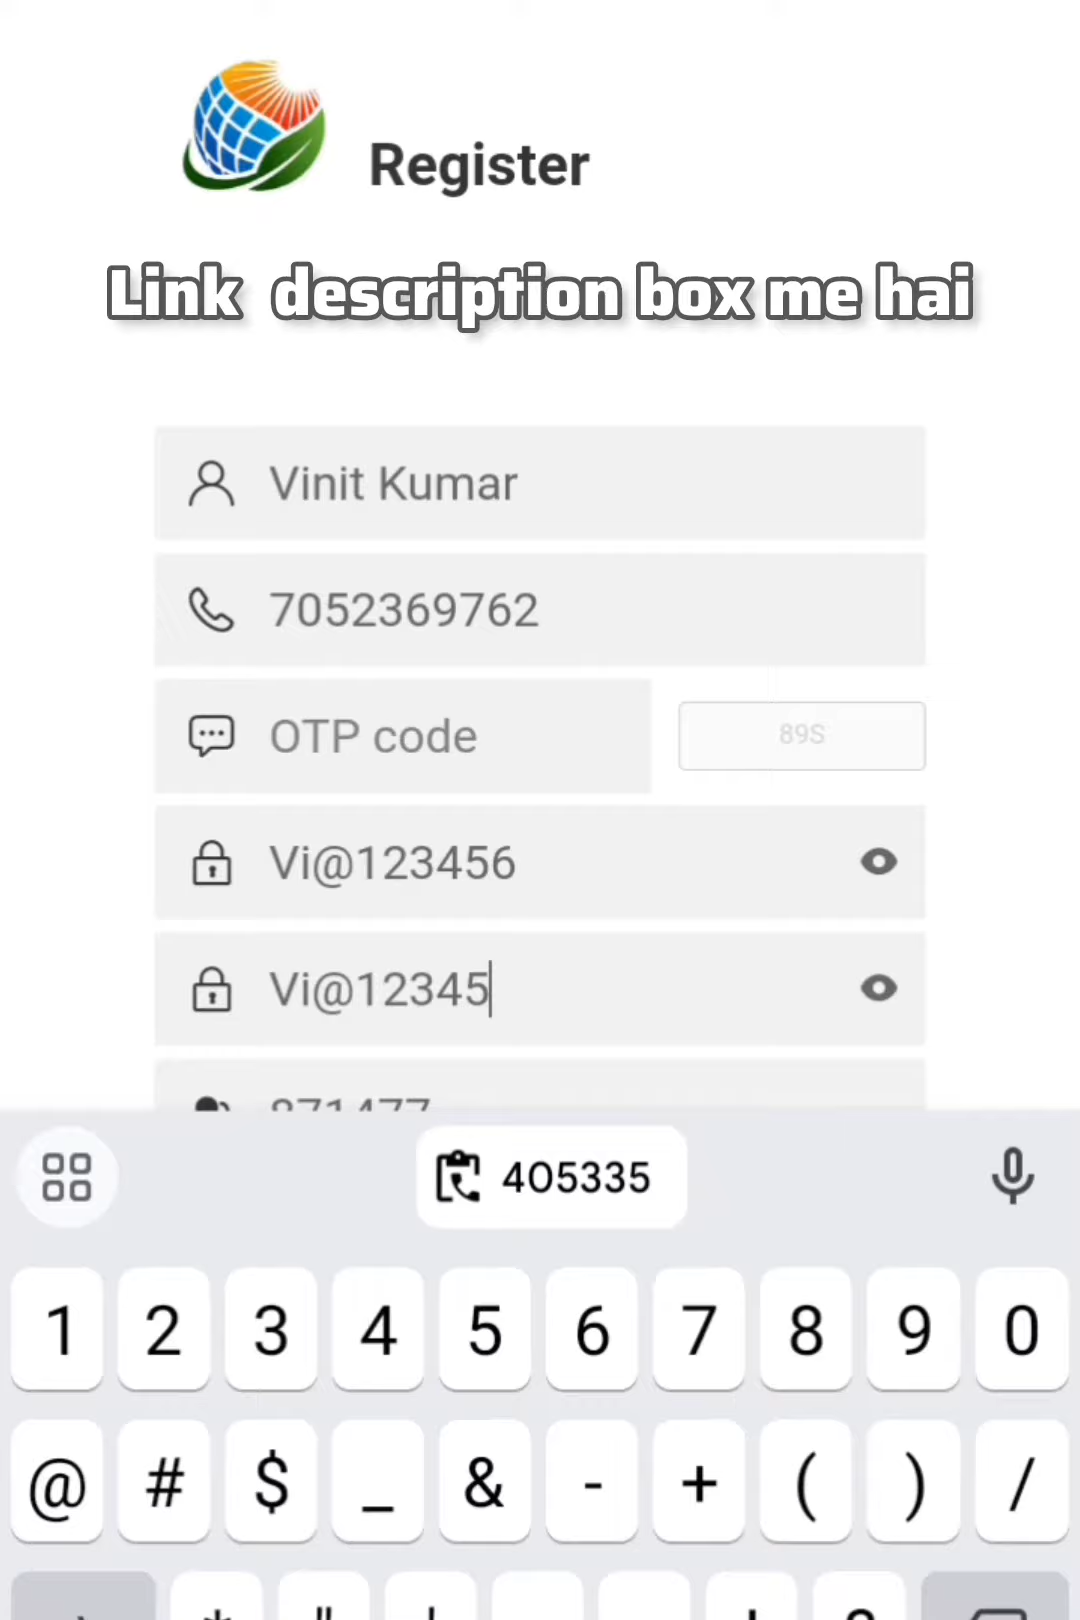 Register
Link description box me hai
Vinit Kumar
7052369762
OTP code
89S
Vi@123456
Vi@12345
871477
405335
1 2 3 4 5 6 7 8 9 0
@ # $ _ & - + ( ) /